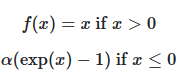 f(x) = x if x > 0
α(exp(x) − 1) if x ≤ 0